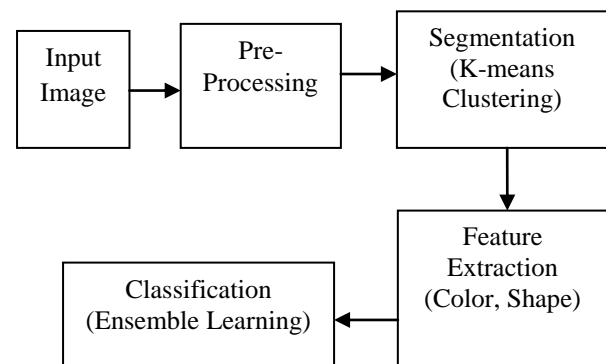 Input
Image
Pre-
Processing
Segmentation
(K-means
Clustering)
Feature
Extraction
(Color, Shape)
Classification
(Ensemble Learning)